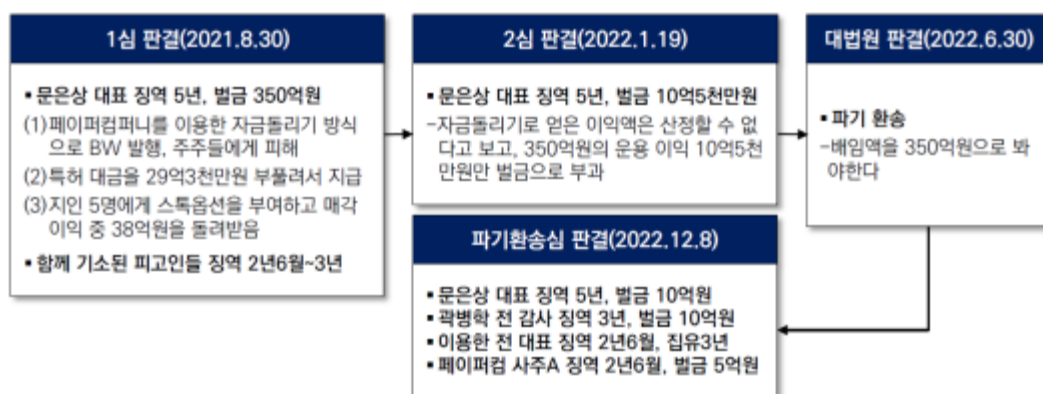 1심 판결(2021.8.30)
▪ 문은상 대표 징역 5년, 벌금 350억원
(1)페이퍼컴퍼니를 이용한 자금돌리기 방식
으로 BW 발행, 주주들에게 피해
(2)특허 대금을 29억3천만원 부풀려서 지급
(3)지인 5명에게 스톡옵션을 부여하고 매각
이익 중 38억원을 돌려받음
▪ 함께 기소된 피고인들 징역 2년6월~3년
2심 판결(2022.1.19)
▪ 문은상 대표 징역 5년, 벌금 10억5천만원
-자금돌리기로 얻은 이익액은 산정할 수 없
다고 보고, 350억원의 운용 이익 10억5천
만원만 벌금으로 부과
대법원 판결(2022.6.30)
▪ 파기 환송
-배임액을 350억원으로 봐
야한다
파기환송심 판결(2022.12.8)
▪ 문은상 대표 징역 5년, 벌금 10억원
▪ 곽병학 전 감사 징역 3년, 벌금 10억원
▪ 이용한 전 대표 징역 2년6월, 집유3년
▪ 페이퍼컴 사주A 징역 2년6월, 벌금 5억원